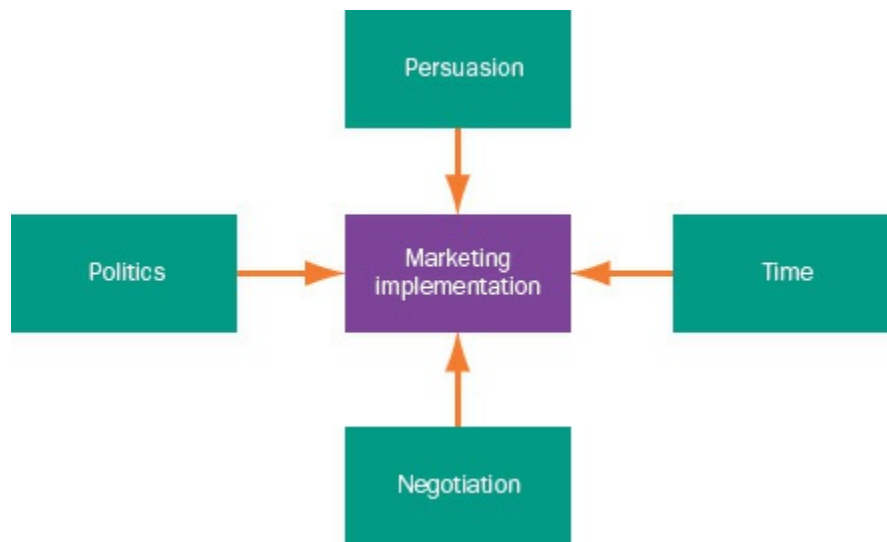 Persuasion
Politics
Marketing
implementation
Time
Negotiation